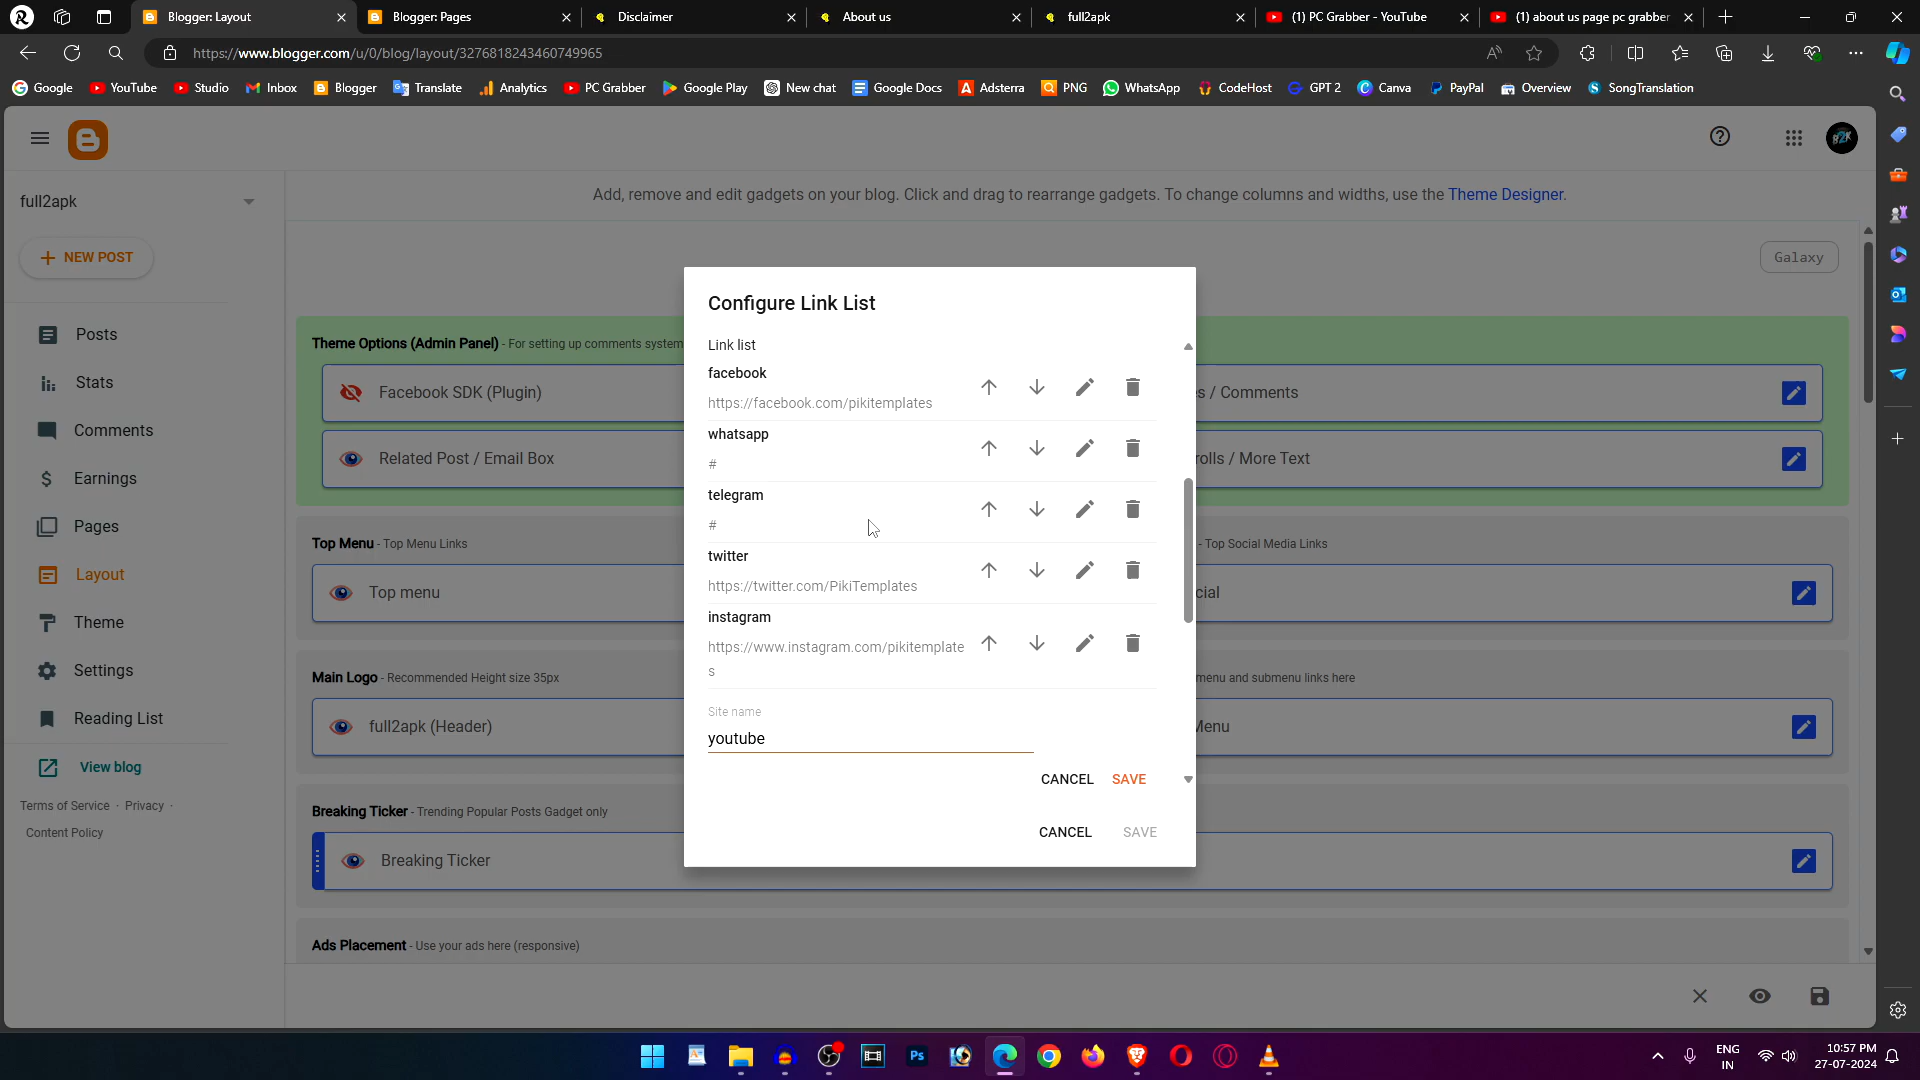 Blogger: Layout
Blogger: Pages
Disclaimer
About us
full2apk
(1) PC Grabber - YouTube
(1) about us page pc grabber
https://www.blogger.com/u/0/blog/layout/3276818243460749965
Google
YouTube
Studio
Inbox
Blogger
Translate
Analytics
PC Grabber
Google Play
New chat
Google Docs
Adsterra
PNG
WhatsApp
CodeHost
GPT 2
Canva
PayPal
Overview
SongTranslation
full2apk
NEW POST
Posts
Stats
Comments
Earnings
Pages
Layout
Theme
Settings
Reading List
View blog
Terms of Service · Privacy ·
Content Policy
Add, remove and edit gadgets on your blog. Click and drag to rearrange gadgets. To change columns and widths, use the Theme Designer.
Galaxy
Theme Options (Admin Panel) - For setting up comments system
Facebook SDK (Plugin)
s / Comments
Related Post / Email Box
rolls / More Text
Top Menu - Top Menu Links
- Top Social Media Links
Top menu
cial
Main Logo - Recommended Height size 35px
menu and submenu links here
full2apk (Header)
Menu
Breaking Ticker - Trending Popular Posts Gadget only
Breaking Ticker
Ads Placement - Use your ads here (responsive)
Configure Link List
Link list
facebook
https://facebook.com/pikitemplates
whatsapp
#
telegram
#
twitter
https://twitter.com/PikiTemplates
instagram
https://www.instagram.com/pikitemplate
s
Site name
youtube
CANCEL SAVE
CANCEL SAVE
ENG
IN
10:57 PM
27-07-2024